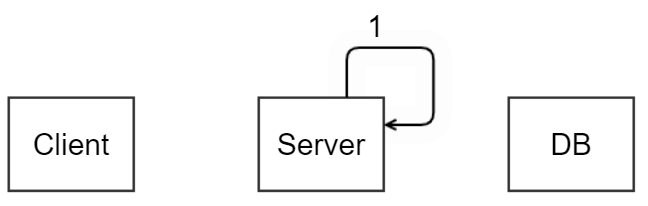 1
Client
Server
DB